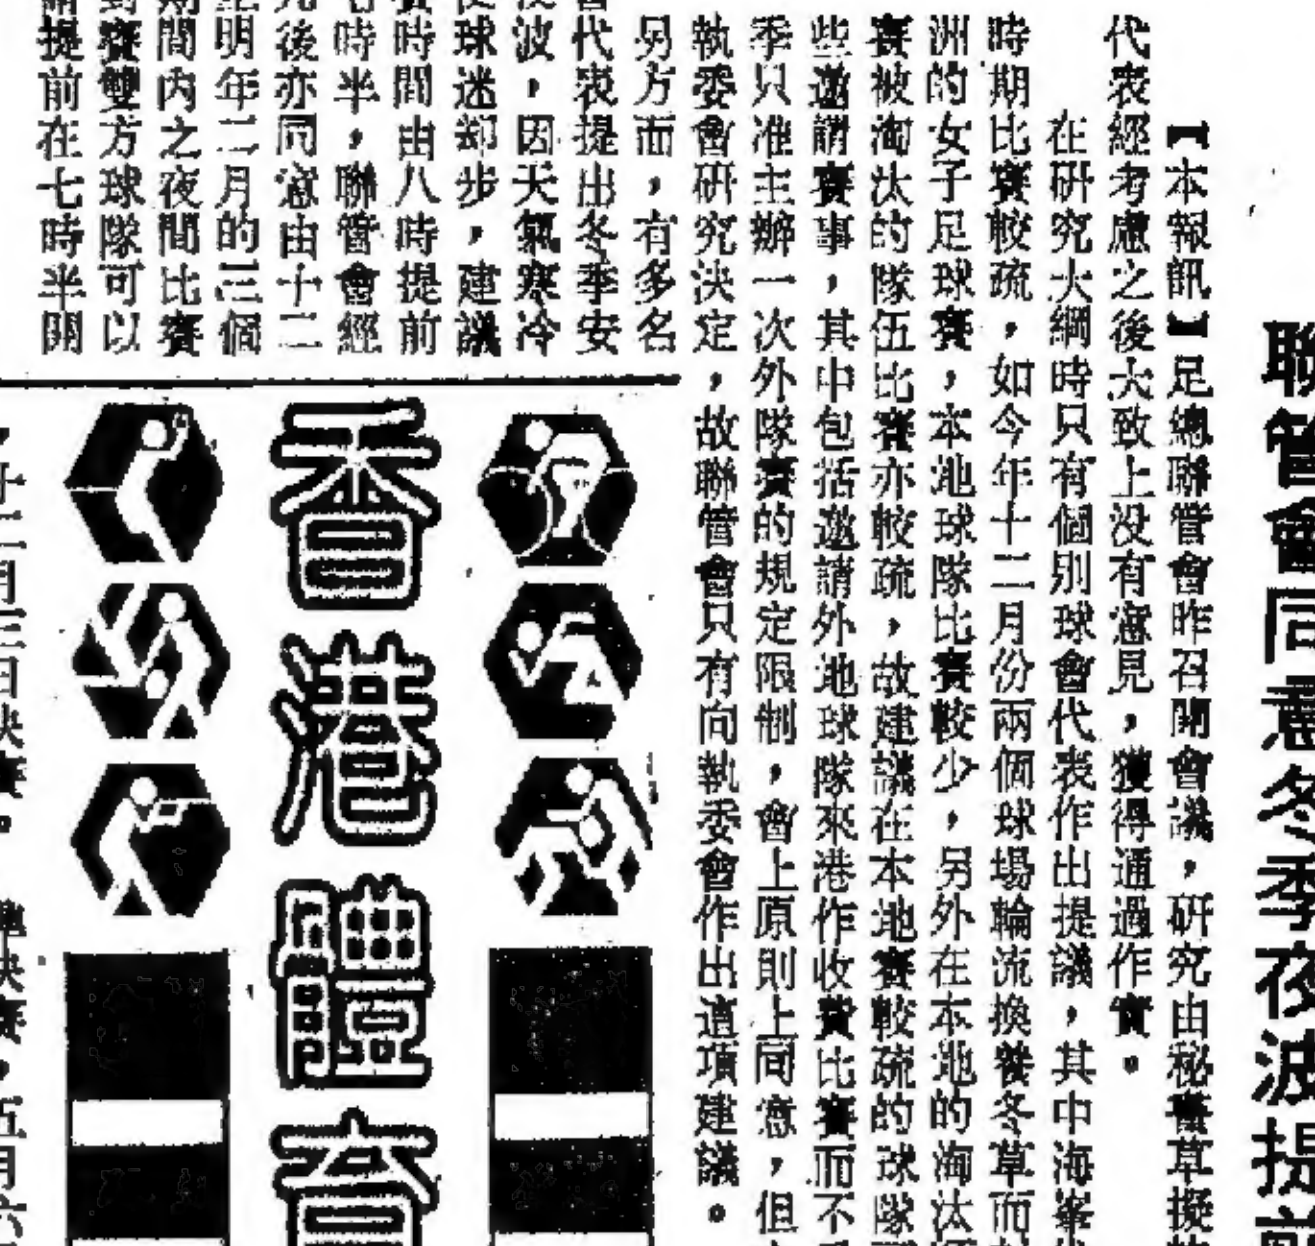 聯管會同意冬季夜波提前
【本報訊】足總聯管會昨召開會議，研究由秘書草擬
代表經考慮之後大致上没有意見，獲得通過作實。
在研究大綱時只有個别球會代表作出提議，其中海峯
時期比賽較疏，如今年十二月份兩個球場輪流換養冬草而
洲的女子足球賽，本地球隊比賽較少，另外在本地的淘汰
賽被淘汰的隊伍比賽亦較疏，故建議在本地賽較疏的球隊
些邀請賽事，其中包括邀請外地球隊來港作收費比賽而不
季只准主辦一次外隊賽的規定限制，會上原則上同意，但
執委會研究決定，故聯管會只有向執委會作出這項建議。
另方面，有多名
代表提出冬季安
波，因天氣寒冷
球迷却步，建議
時間由八時提前
時半，聯管會經
後亦同意由十二
明年二月的三個
間内之夜間比賽
賽雙方球隊可以
提前在七時半開
香港體育
，十二月三日決賽。
決賽，五月六